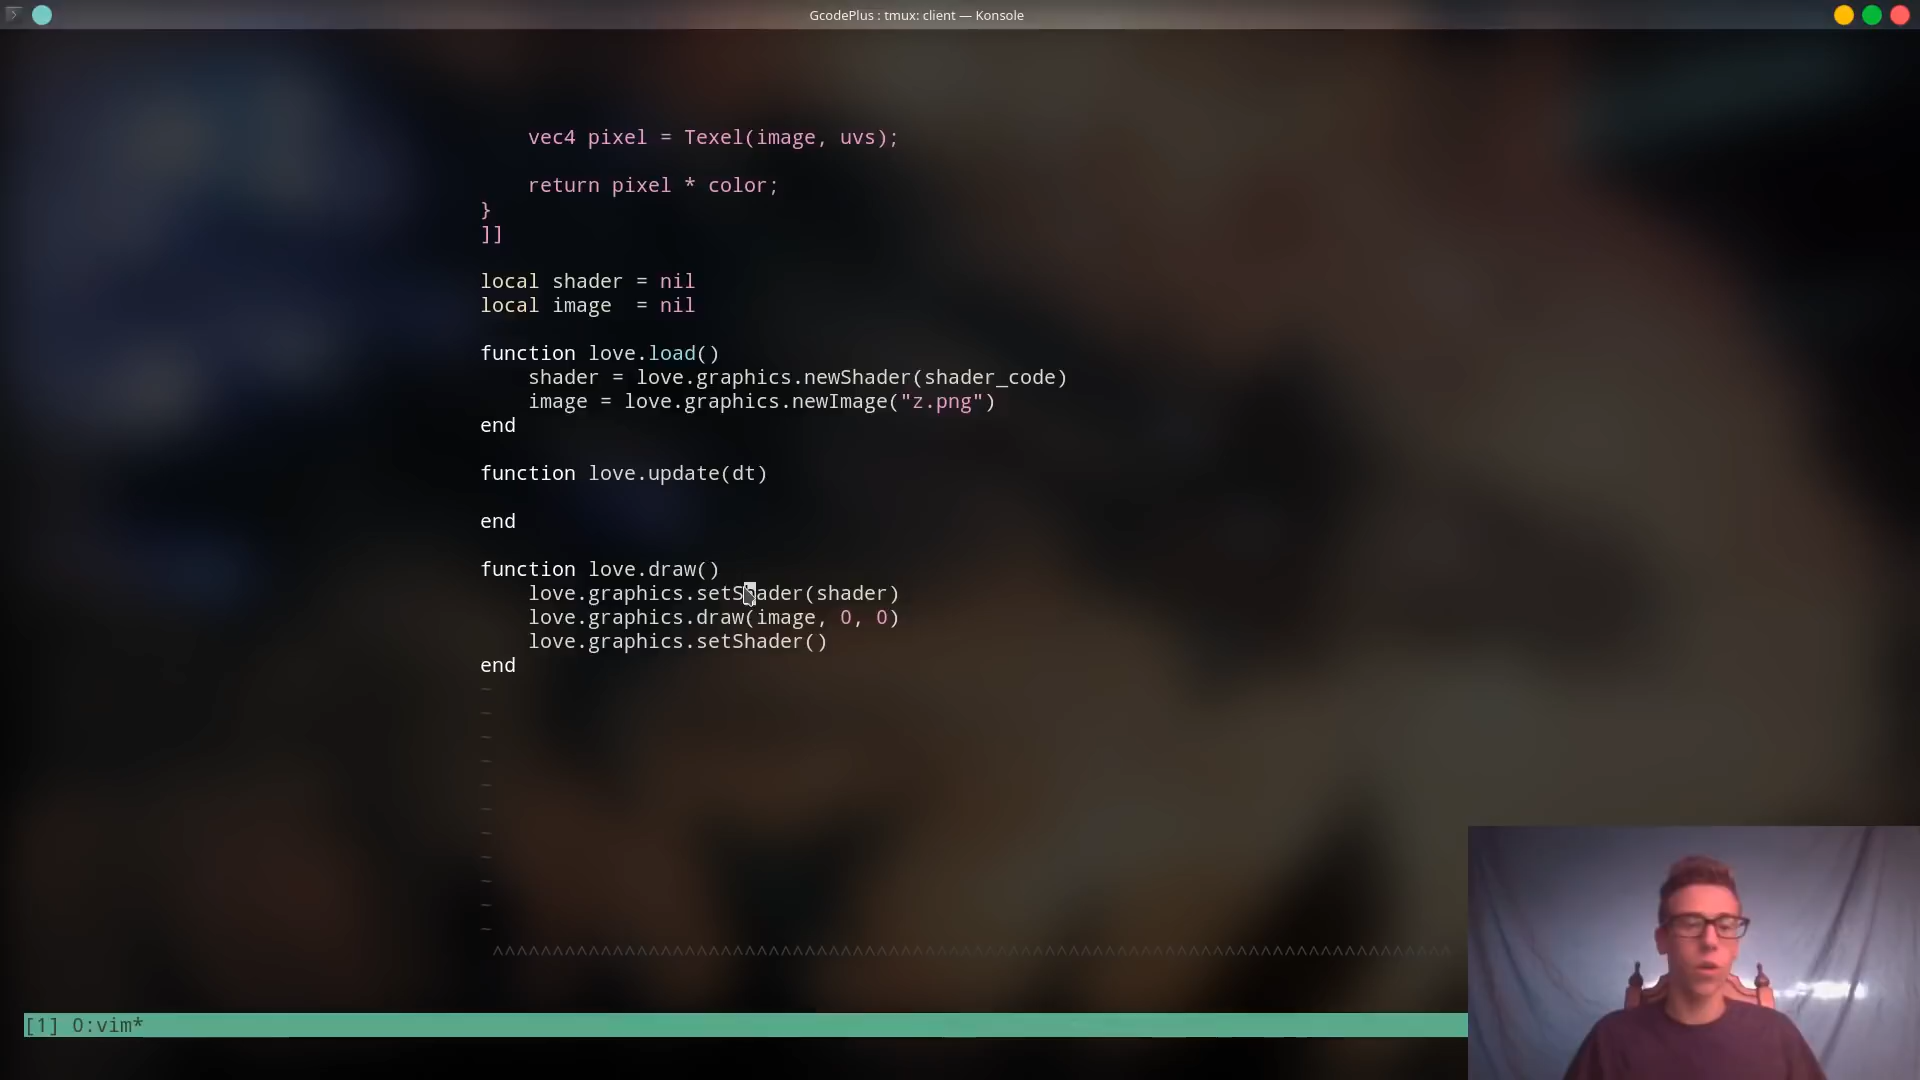 GcodePlus : tmux: client — Konsole
vec4 pixel = Texel(image, uvs);
return pixel * color;
}
]]
local shader = nil
local image  = nil
function love.load()
shader = love.graphics.newShader(shader_code)
image = love.graphics.newImage("z.png")
end
function love.update(dt)
end
function love.draw()
love.graphics.setShader(shader)
love.graphics.draw(image, 0, 0)
love.graphics.setShader()
end
~
~
~
~
~
~
~
~
~
~
~
^^^^^^^^^^^^^^^^^^^^^^^^^^^^^^^^^^^^^^^^^^^^^^^^^^^^^^^^^^^^^^^^^^^^^^^^^^^^^^^^
[1] 0:vim*